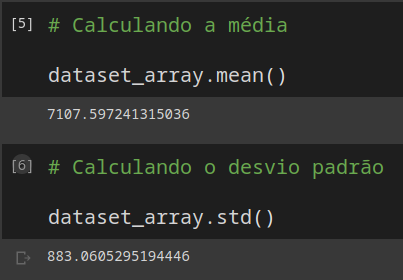 [5] # Calculando a média
dataset_array.mean()
7107.597241315036
[6] # Calculando o desvio padrão
dataset_array.std()
883.0605295194446